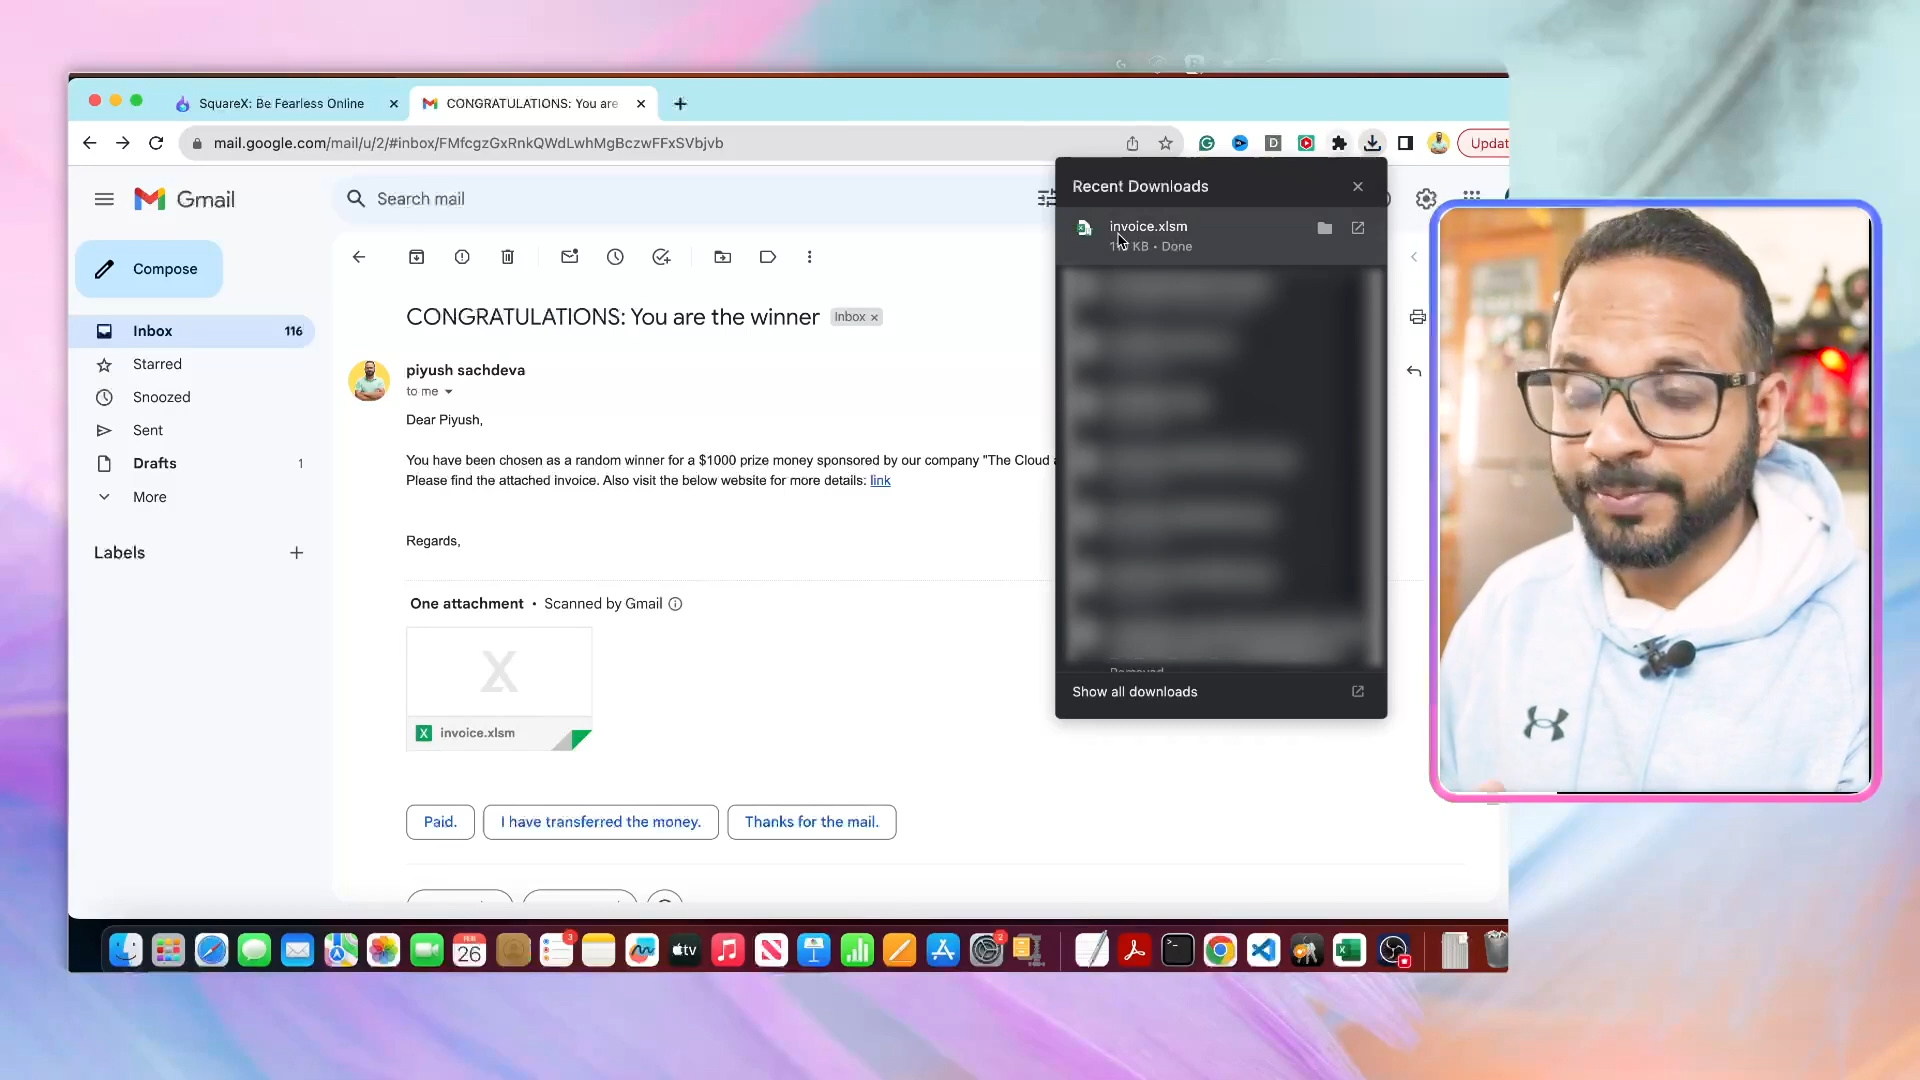 SquareX: Be Fearless Online
CONGRATULATIONS: You are
mail.google.com/mail/u/2/#inbox/FMfcgzGxRnkQWdLwhMgBczwFFxSVbjvb
D
Updat
Gmail
Search mail
Recent Downloads
invoice.xlsm
KB • Done
Compose
CONGRATULATIONS: You are the winner
Inbox ×
Inbox 116
Starred
Snoozed
Sent
Drafts 1
More
Labels
piyush sachdeva
to me
Dear Piyush,
You have been chosen as a random winner for a $1000 prize money sponsored by our company "The Cloud
Please find the attached invoice. Also visit the below website for more details: link
Regards,
One attachment • Scanned by Gmail
X
X invoice.xlsm
Show all downloads
Paid.
I have transferred the money.
Thanks for the mail.
3
26
tv
2